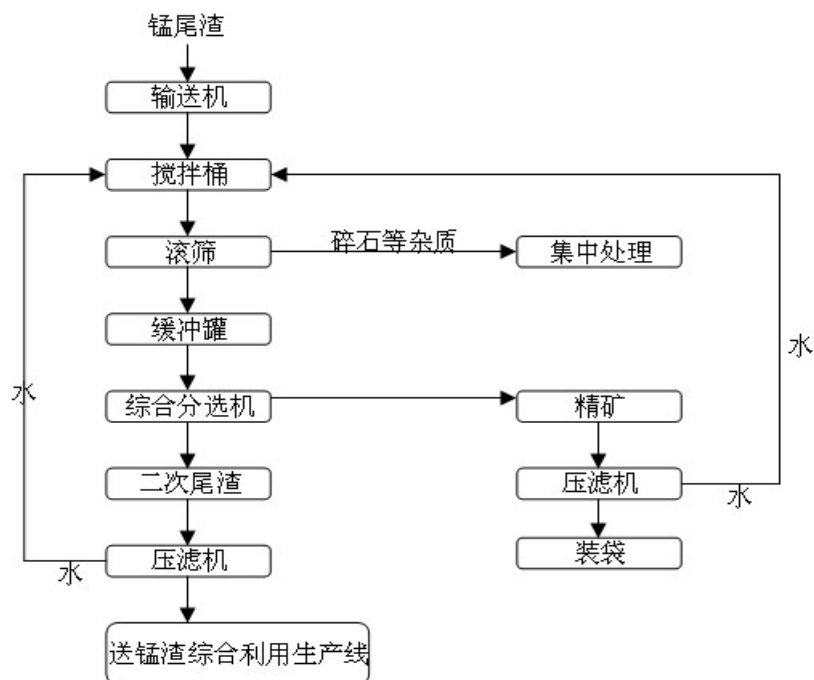 锰尾渣
输送机
搅拌桶
滚筛
碎石等杂质
集中处理
缓冲罐
水
水
综合分选机
精矿
二次尾渣
压滤机
水
压滤机
水
装袋
送锰渣综合利用生产线